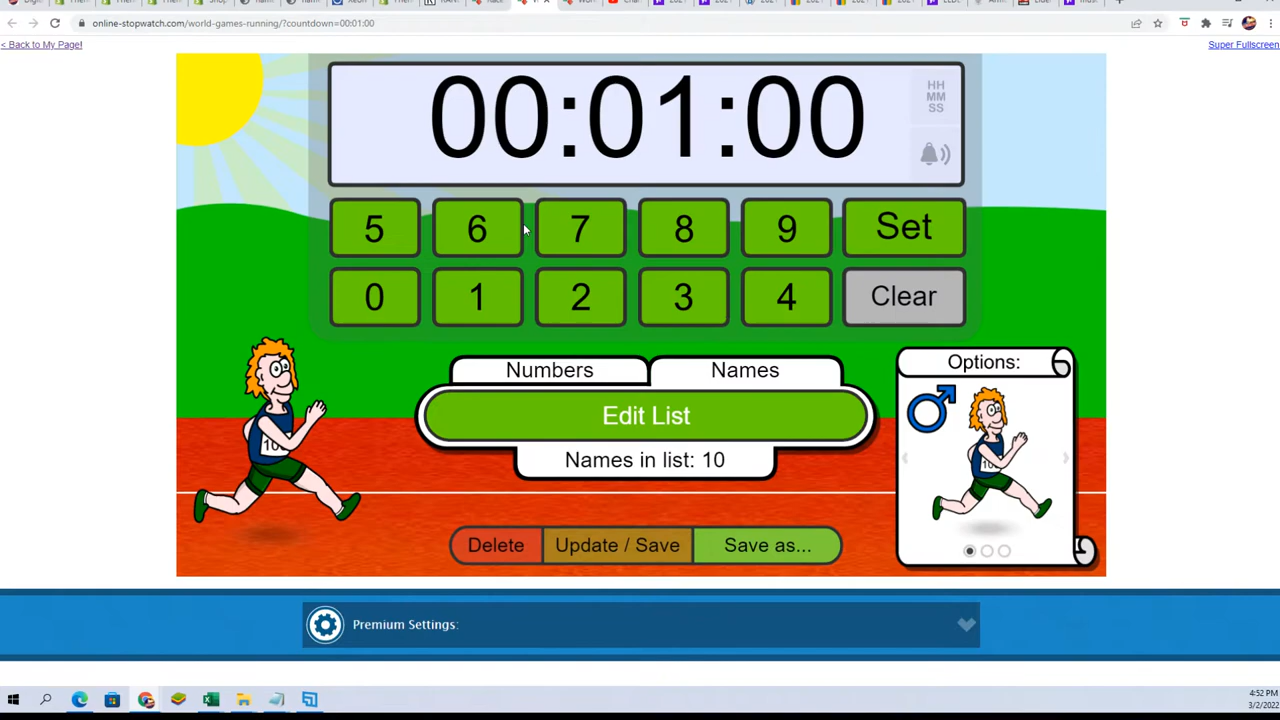 online-stopwatch.com/world-games-running/?countdown=00:01:00
< Back to My Page!
Super Fullscreen
00:01:00
HH
MM
SS
5 6 7 8 9 Set
0 1 2 3 4 Clear
Numbers Names
Edit List
Names in list: 10
Options:
Delete Update / Save Save as...
Premium Settings:
4:52 PM
3/2/2022